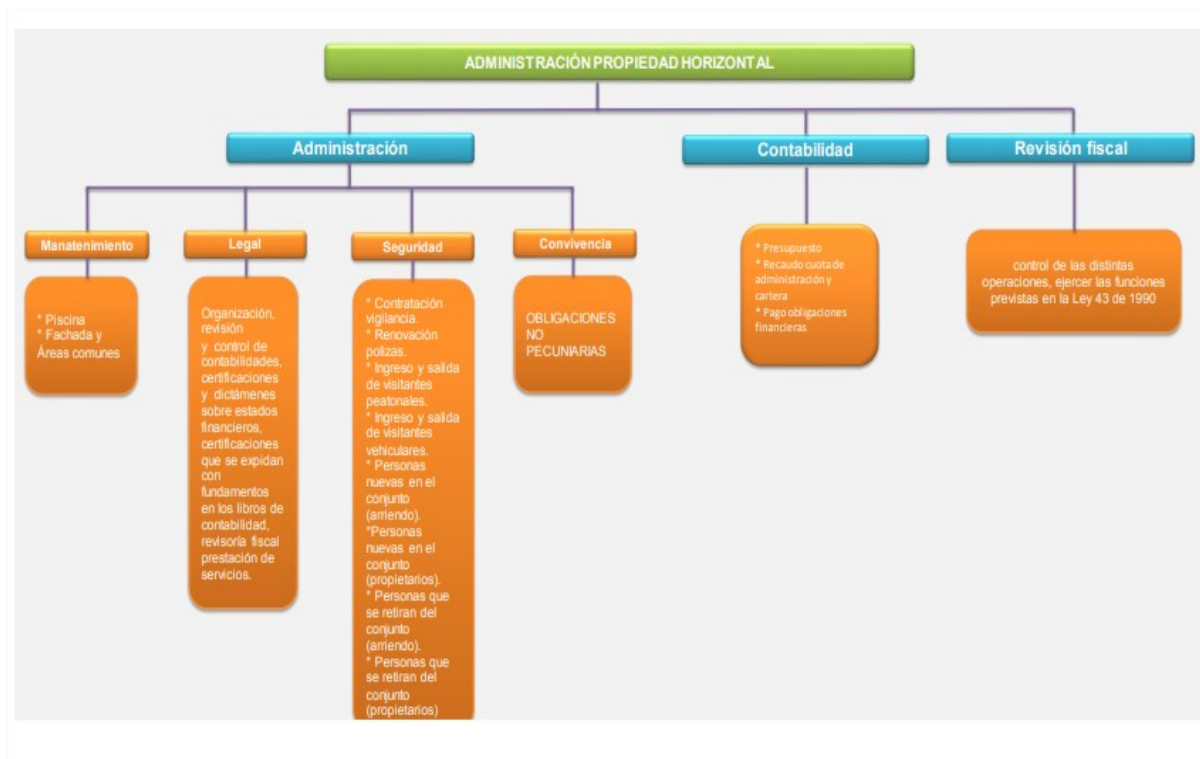 ADMINISTRACIÓN PROPIEDAD HORIZONTAL
Administración
Contabilidad
Revisión fiscal
Manatenimiento
Legal
Seguridad
Convivencia
* Piscina
* Fachada y
Áreas comunes
Organización,
revisión
y control de
contabilidades,
certificaciones
y dictámenes
sobre estados
financieros,
certificaciones
que se expidan
con
fundamentos
en los libros de
contabilidad,
revisoría fiscal
prestación de
servicios.
* Contratación
vigilancia.
* Renovación
polizas.
* Ingreso y salida
de visitantes
peatonales.
* Ingreso y salida
de visitantes
vehiculares.
* Personas
nuevas en el
conjunto
(arriendo).
*Personas
nuevas en el
conjunto
(propietarios).
* Personas que
se retiran del
conjunto
(arriendo).
* Personas que
se retiran del
conjunto
(propietarios)
OBLIGACIONES
NO
PECUNIARIAS
* Presupuesto
* Recaudo cuota de
administración y
cartera
* Pago obligaciones
financieras
control de las distintas
operaciones, ejercer las funciones
previstas en la Ley 43 de 1990